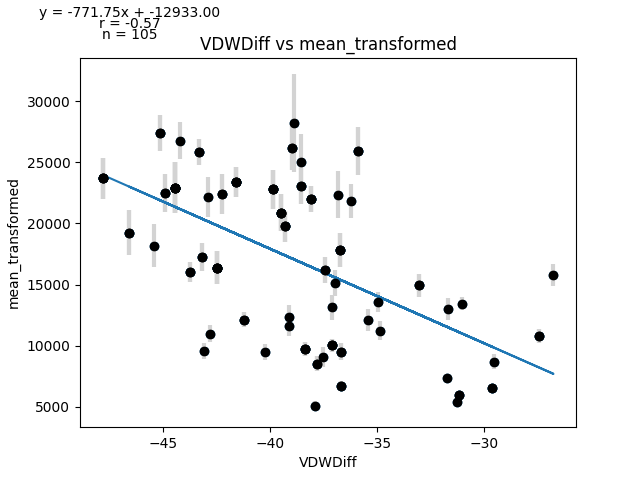 y = -771.75x + -12933.00
r = -0.57
n = 105
VDWDiff vs mean_transformed
30000
25000
20000
15000
10000
5000
mean_transformed
−45
−40
−35
−30
VDWDiff